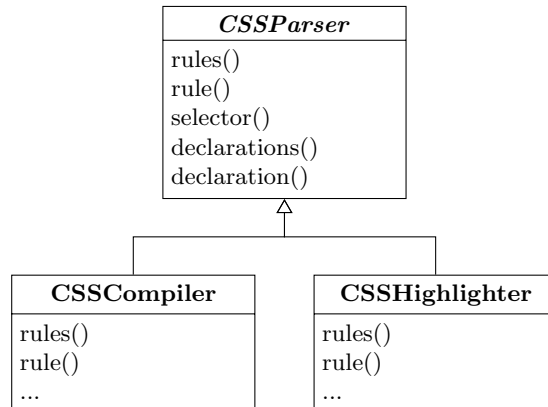 CSSParser
rules()
rule()
selector()
declarations()
declaration()
CSSCompiler
rules()
rule()
...
CSSHighlighter
rules()
rule()
...